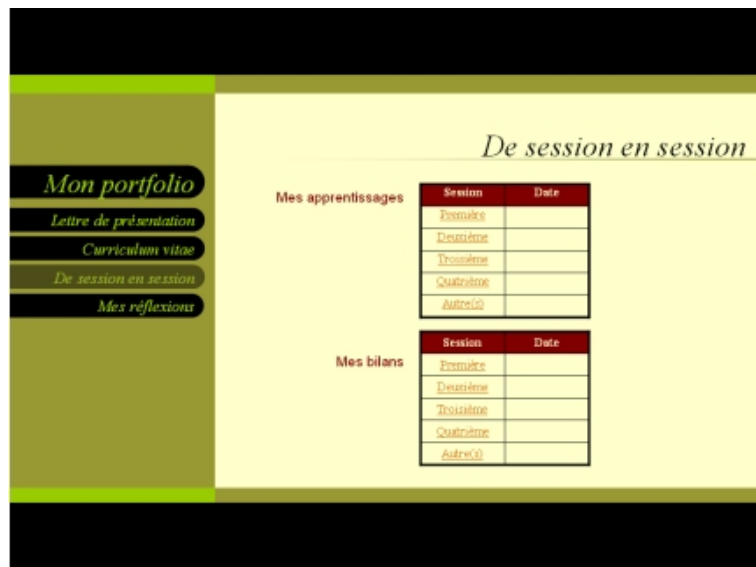 De session en session
Mon portfolio
Lettre de présentation
Curriculum vitae
De session en session
Mes réflexions
Mes apprentissages
Session Date
Première
Deuxième
Troisième
Quatrième
Autre(s)
Mes bilans
Session Date
Première
Deuxième
Troisième
Quatrième
Autre(s)